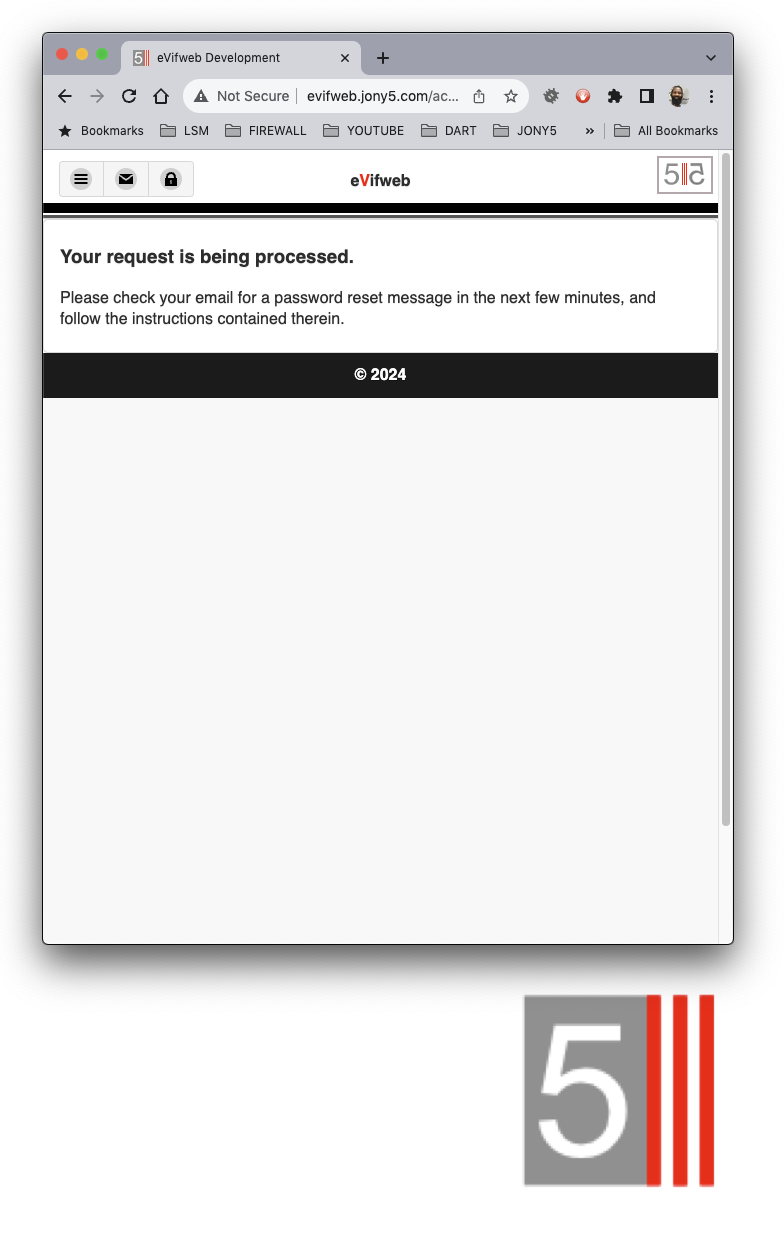 5 eVifweb Development
Not Secure evifweb.jony5.com/ac...
Bookmarks LSM FIREWALL YOUTUBE DART JONY5 » All Bookmarks
eVifweb 5 5
Your request is being processed.
Please check your email for a password reset message in the next few minutes, and
follow the instructions contained therein.
© 2024
5